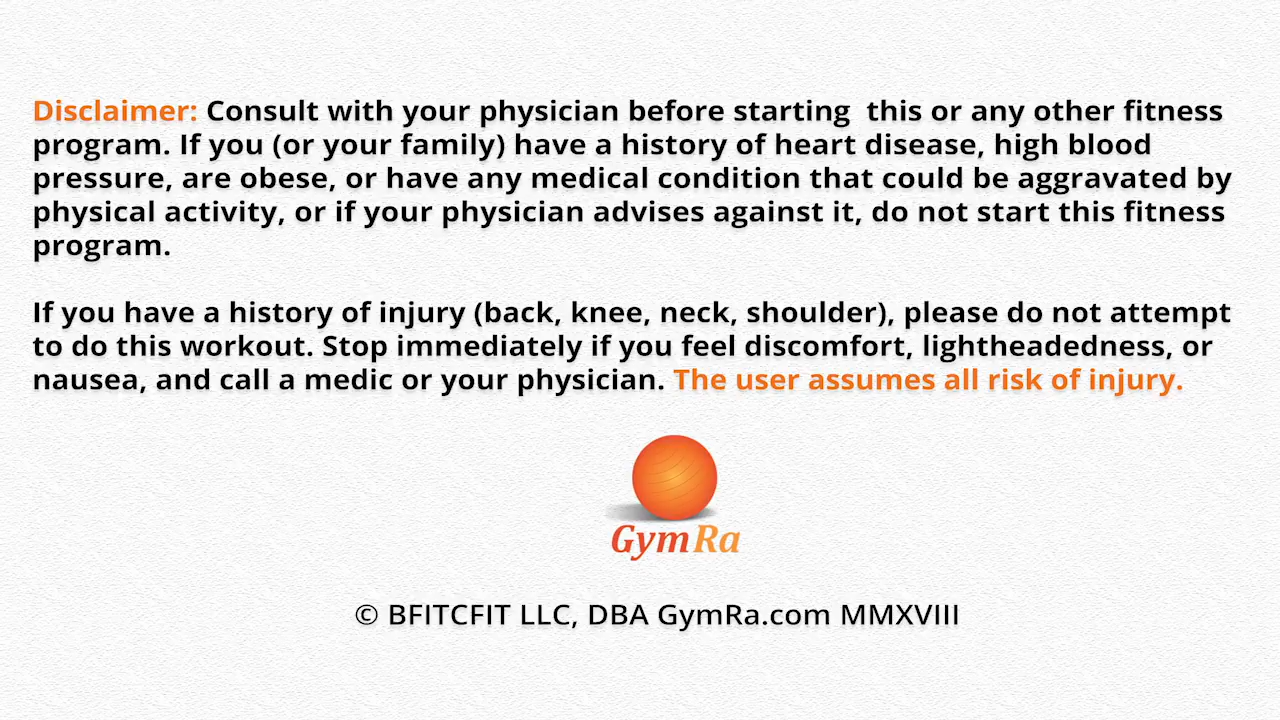 Disclaimer: Consult with your physician before starting  this or any other fitness
program. If you (or your family) have a history of heart disease, high blood
pressure, are obese, or have any medical condition that could be aggravated by
physical activity, or if your physician advises against it, do not start this fitness
program.
If you have a history of injury (back, knee, neck, shoulder), please do not attempt
to do this workout. Stop immediately if you feel discomfort, lightheadedness, or
nausea, and call a medic or your physician. The user assumes all risk of injury.
GymRa
© BFITCFIT LLC, DBA GymRa.com MMXVIII